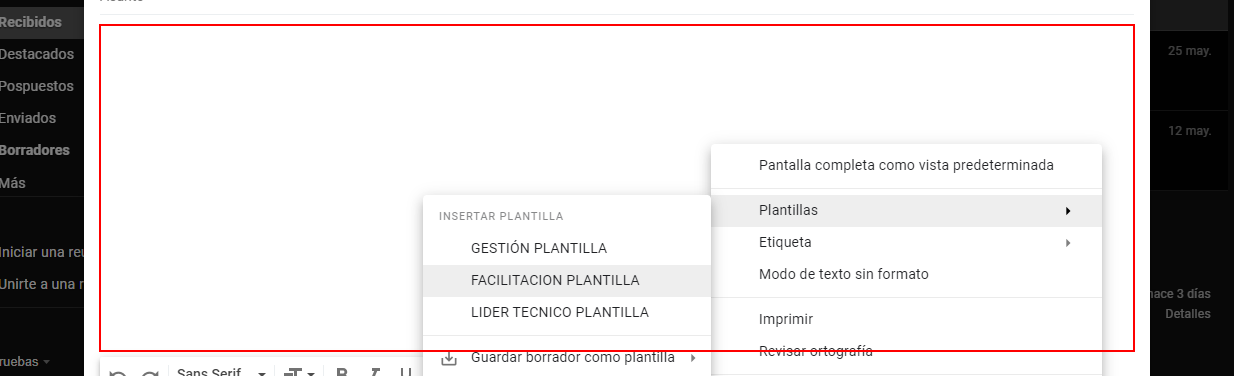 Recibidos
Destacados
Pospuestos
Enviados
Borradores
Más
Iniciar una reu
Unirte a una r
ruebas
25 may.
12 may.
hace 3 días
Detalles
Pantalla completa como vista predeterminada
Plantillas
Etiqueta
Modo de texto sin formato
Imprimir
Revisar ortografía
INSERTAR PLANTILLA
GESTIÓN PLANTILLA
FACILITACION PLANTILLA
LIDER TECNICO PLANTILLA
Guardar borrador como plantilla
Sans Serif